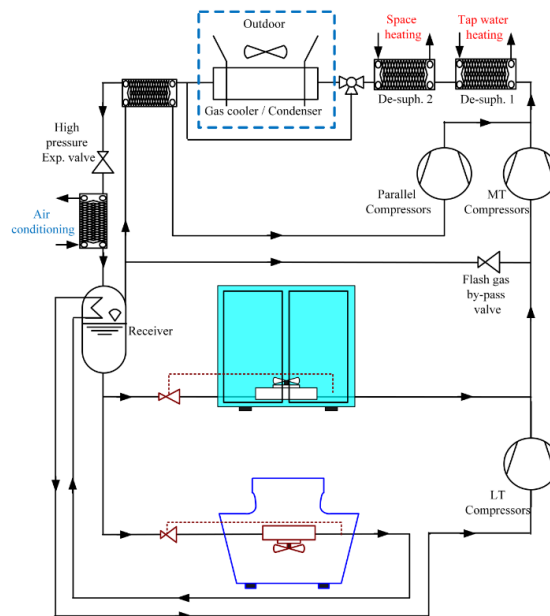 Outdoor
Space
heating
Tap water
heating
Gas cooler / Condenser
De-suph. 2
De-suph. 1
High
pressure
Exp. valve
Parallel
Compressors
MT
Compressors
Air
conditioning
Flash gas
by-pass
valve
Receiver
LT
Compressors